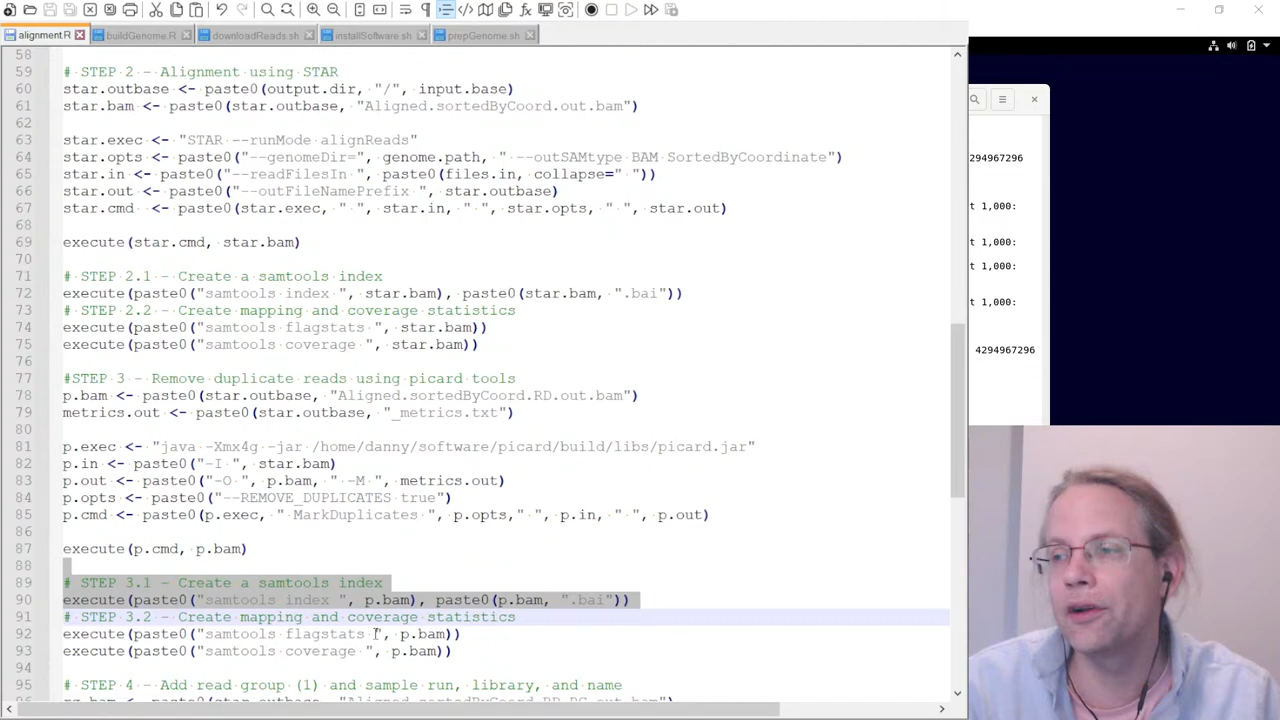 alignment.R
buildGenome.R
downloadReads.sh
installSoftware.sh
prepGenome.sh
58
59 # STEP 2 - Alignment using STAR
60 star.outbase <- paste0(output.dir, "/", input.base)
61 star.bam <- paste0(star.outbase, "Aligned.sortedByCoord.out.bam")
62
63 star.exec <- "STAR --runMode alignReads"
64 star.opts <- paste0("--genomeDir=", genome.path, " --outSAMtype BAM SortedByCoordinate")
65 star.in <- paste0("--readFilesIn ", paste0(files.in, collapse=" "))
66 star.out <- paste0("--outFileNamePrefix ", star.outbase)
67 star.cmd <- paste0(star.exec, " ", star.in, " ", star.opts, " ", star.out)
68
69 execute(star.cmd, star.bam)
70
71 # STEP 2.1 - Create a samtools index
72 execute(paste0("samtools index ", star.bam), paste0(star.bam, ".bai"))
73 # STEP 2.2 - Create mapping and coverage statistics
74 execute(paste0("samtools flagstats ", star.bam))
75 execute(paste0("samtools coverage ", star.bam))
76
77 #STEP 3 - Remove duplicate reads using picard tools
78 p.bam <- paste0(star.outbase, "Aligned.sortedByCoord.RD.out.bam")
79 metrics.out <- paste0(star.outbase, "_metrics.txt")
80
81 p.exec <- "java -Xmx4g -jar /home/danny/software/picard/build/libs/picard.jar"
82 p.in <- paste0("-I ", star.bam)
83 p.out <- paste0("-O ", p.bam, " -M ", metrics.out)
84 p.opts <- paste0("--REMOVE_DUPLICATES true")
85 p.cmd <- paste0(p.exec, " MarkDuplicates ", p.opts," ", p.in, " ", p.out)
86
87 execute(p.cmd, p.bam)
88
89 # STEP 3.1 - Create a samtools index
90 execute(paste0("samtools index ", p.bam), paste0(p.bam, ".bai"))
91 # STEP 3.2 - Create mapping and coverage statistics
92 execute(paste0("samtools flagstats ", p.bam))
93 execute(paste0("samtools coverage ", p.bam))
94
95 # STEP 4 - Add read group (1) and sample run, library, and name
294967296
t 1,000:
t 1,000:
t 1,000:
t 1,000:
4294967296